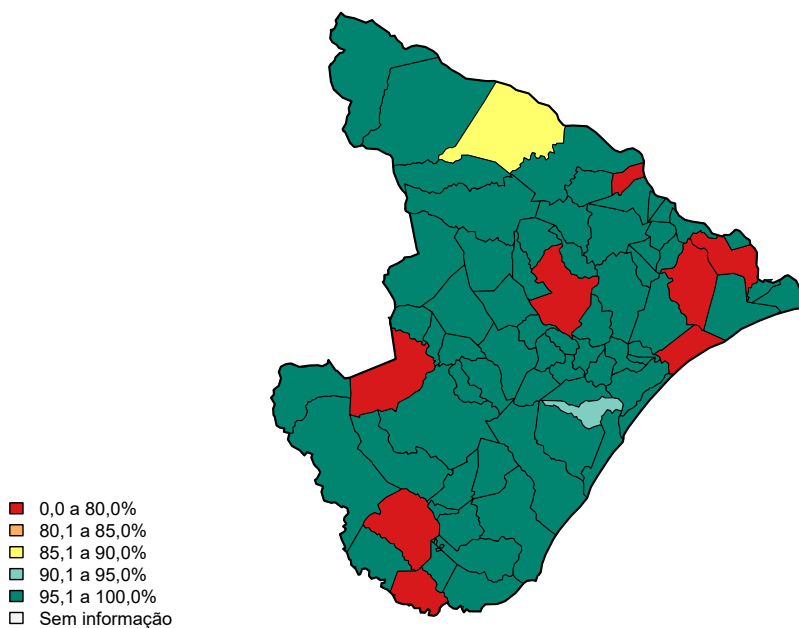 0,0 a 80,0%
80,1 a 85,0%
85,1 a 90,0%
90,1 a 95,0%
95,1 a 100,0%
Sem informação